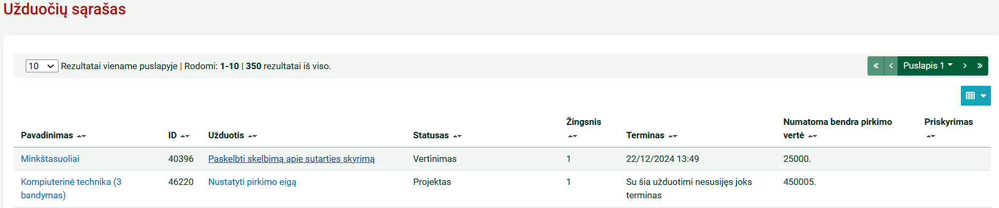 Užduočių sąrašas
10 Rezultatai viename puslapyje | Rodomi: 1-10 | 350 rezultatai iš viso.
« ‹ Puslapis 1 › »
Pavadinimas ID Užduotis Statusas Žingsnis Terminas Numatoma bendra pirkimo vertė Priskyrimas
Minkštasuoliai 40396 Paskelbti skelbimą apie sutarties skyrimą Vertinimas 1 22/12/2024 13:49 25000.
Kompiuterinė technika (3 bandymas) 46220 Nustatyti pirkimo eigą Projektas 1 Su šia užduotimi nesusijęs joks terminas 450005.